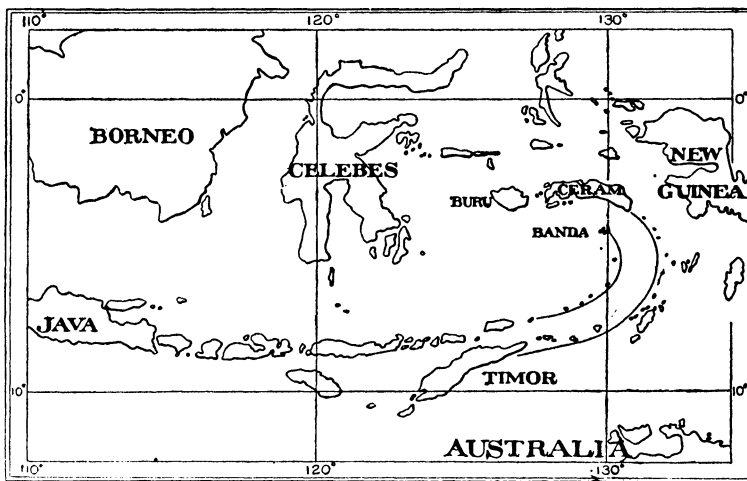 110° 120° 130°
0° 0°
BORNEO
NEW
CELEBES
CERAM
GUINEA
BURU
BANDA
JAVA
TIMOR
10° 10°
AUSTRALIA
110° 120° 130°